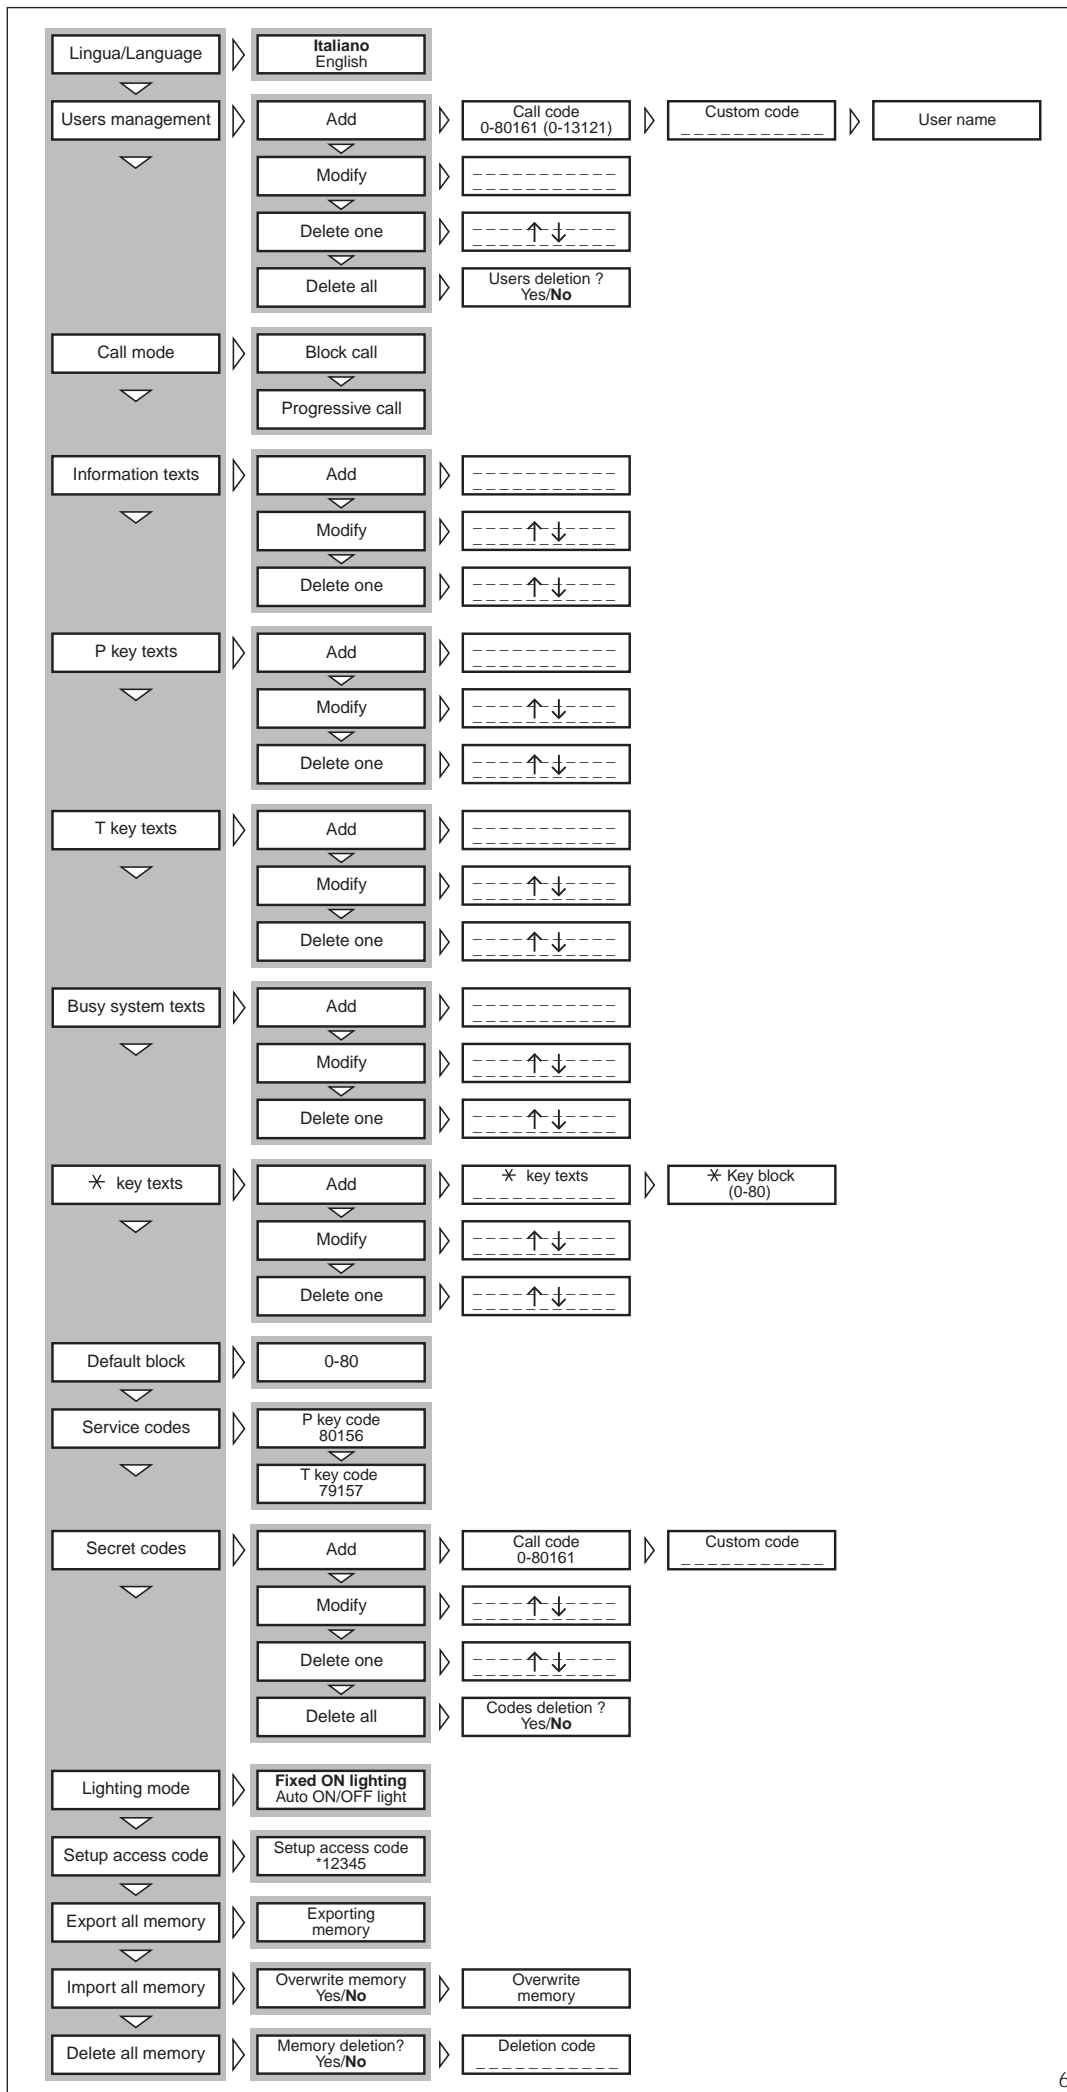 Lingua/Language
Italiano
English
Users management
Add
Call code
0-80161 (0-13121)
Custom code
_ _ _ _ _ _ _ _ _ _ _
User name
Modify
Delete one
Delete all
Users deletion ?
Yes/No
Call mode
Block call
Progressive call
Information texts
Add
Modify
Delete one
P key texts
Add
Modify
Delete one
T key texts
Add
Modify
Delete one
Busy system texts
Add
Modify
Delete one
✳ key texts
Add
✳ key texts
_ _ _ _ _ _ _ _ _ _ _
✳ Key block
(0-80)
Modify
Delete one
Default block
0-80
Service codes
P key code
80156
T key code
79157
Secret codes
Add
Call code
0-80161
Custom code
_ _ _ _ _ _ _ _ _ _ _
Modify
Delete one
Delete all
Codes deletion ?
Yes/No
Lighting mode
Fixed ON lighting
Auto ON/OFF light
Setup access code
Setup access code
*12345
Export all memory
Exporting
memory
Import all memory
Overwrite memory
Yes/No
Overwrite
memory
Delete all memory
Memory deletion?
Yes/No
Deletion code
_ _ _ _ _ _ _ _ _ _ _
6